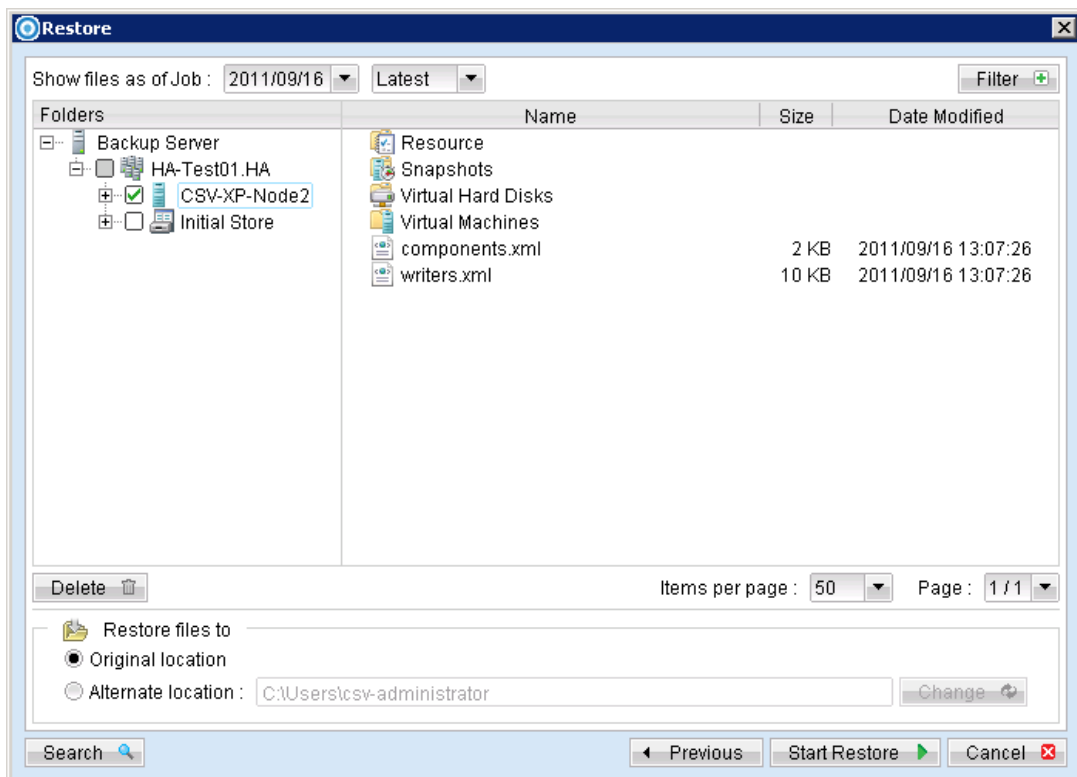 Restore
Show files as of Job : 2011/09/16 Latest Filter
Folders Name Size Date Modified
Backup Server Resource
HA-Test01.HA Snapshots
CSV-XP-Node2 Virtual Hard Disks
Initial Store Virtual Machines
components.xml 2 KB 2011/09/16 13:07:26
writers.xml 10 KB 2011/09/16 13:07:26
Delete Items per page : 50 Page : 1 / 1
Restore files to
Original location
Alternate location : C:\Users\csv-administrator Change
Search Previous Start Restore Cancel